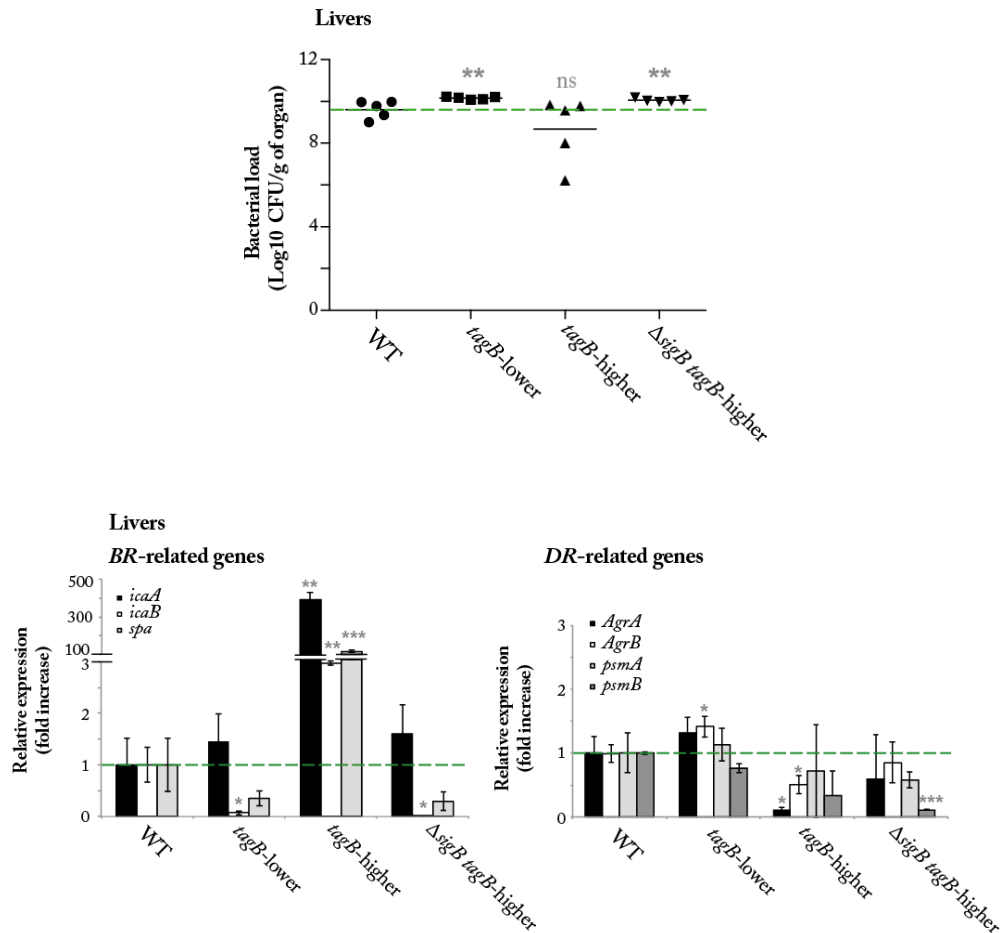 Livers
Bacterial load
(Log10 CFU/g of organ)
12
8
4
0
**
ns
**
WT
tagB-lower
tagB-higher
ΔsigB tagB-higher
Livers
BR-related genes
Relative expression
(fold increase)
500
300
100
3
2
1
0
icaA
icaB
spa
*
**
**
***
*
WT
tagB-lower
tagB-higher
ΔsigB tagB-higher
DR-related genes
Relative expression
(fold increase)
3
2
1
0
AgrA
AgrB
psmA
psmB
*
*
*
***
WT
tagB-lower
tagB-higher
ΔsigB tagB-higher